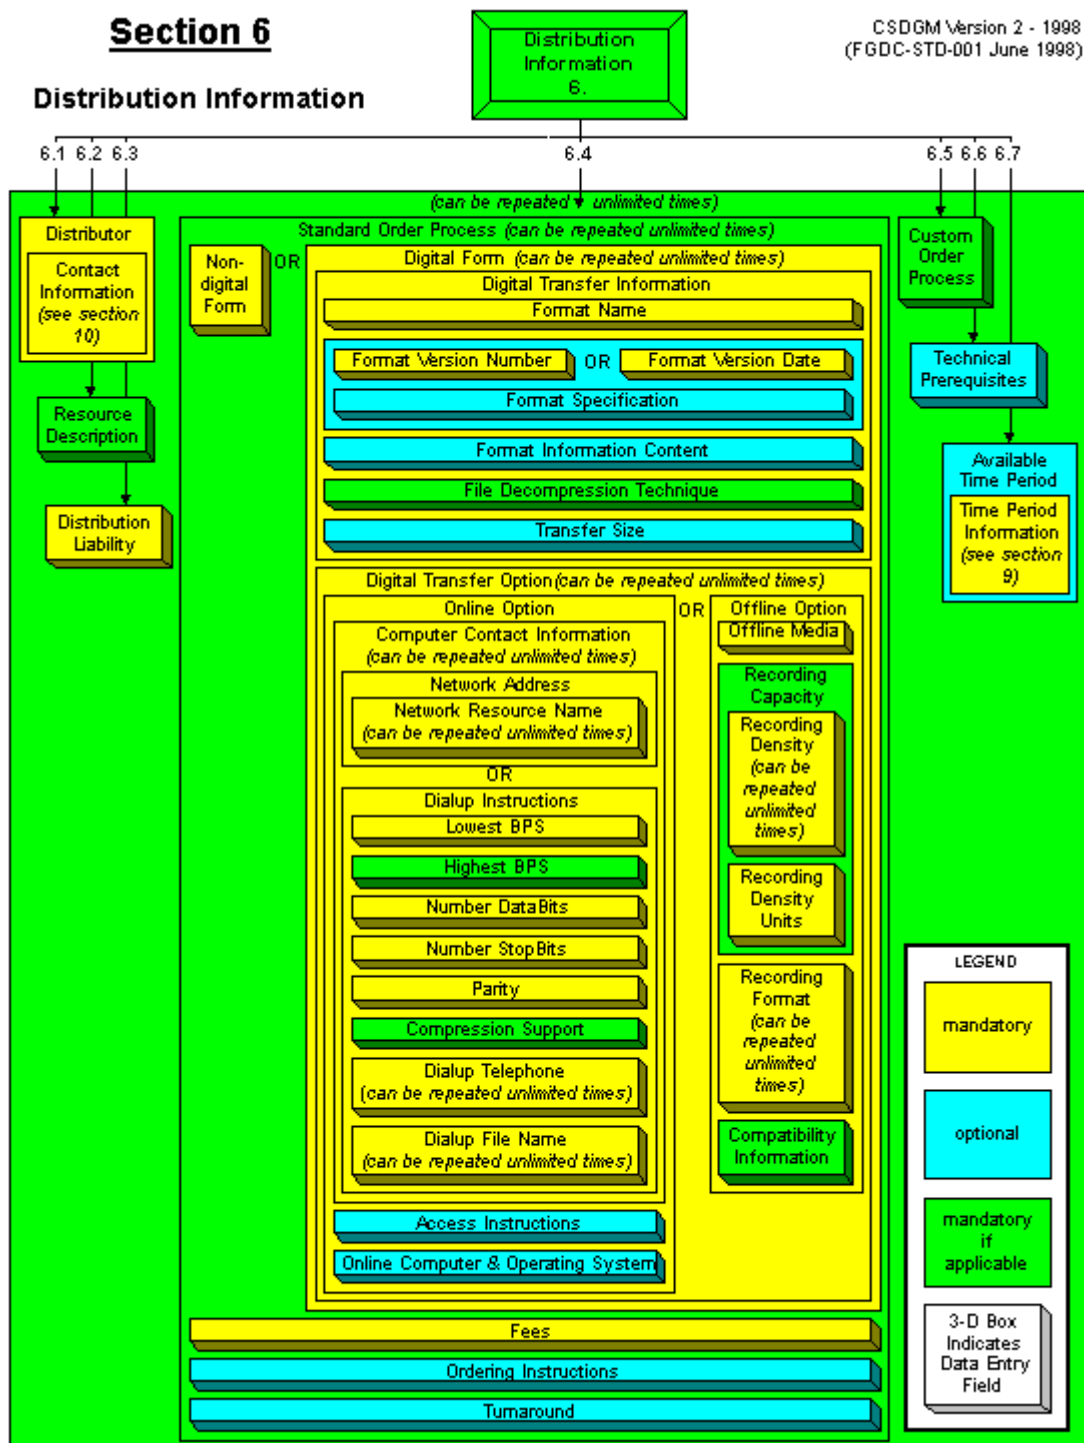 Section 6
Distribution Information
Distribution
Information
6.
CSDGM Version 2 - 1998
(FGDC-STD-001 June 1998)
6.1 6.2 6.3
6.4
6.5 6.6 6.7
(can be repeated unlimited times)
Distributor
Contact
Information
(see section
10)
Resource
Description
Distribution
Liability
Standard Order Process (can be repeated unlimited times)
Non-
digital
Form
OR
Digital Form (can be repeated unlimited times)
Digital Transfer Information
Format Name
Format Version Number
OR
Format Version Date
Format Specification
Format Information Content
File Decompression Technique
Transfer Size
Digital Transfer Option (can be repeated unlimited times)
Online Option
Computer Contact Information
(can be repeated unlimited times)
Network Address
Network Resource Name
(can be repeated unlimited times)
OR
Dialup Instructions
Lowest BPS
Highest BPS
Number DataBits
Number StopBits
Parity
Compression Support
Dialup Telephone
(can be repeated unlimited times)
Dialup File Name
(can be repeated unlimited times)
Access Instructions
Online Computer & Operating System
OR
Offline Option
Offline Media
Recording
Capacity
Recording
Density
(can be
repeated
unlimited
times)
Recording
Density
Units
Recording
Format
(can be
repeated
unlimited
times)
Compatibility
Information
Fees
Ordering Instructions
Turnaround
Custom
Order
Process
Technical
Prerequisites
Available
Time Period
Time Period
Information
(see section
9)
LEGEND
mandatory
optional
mandatory
if
applicable
3-D Box
Indicates
Data Entry
Field